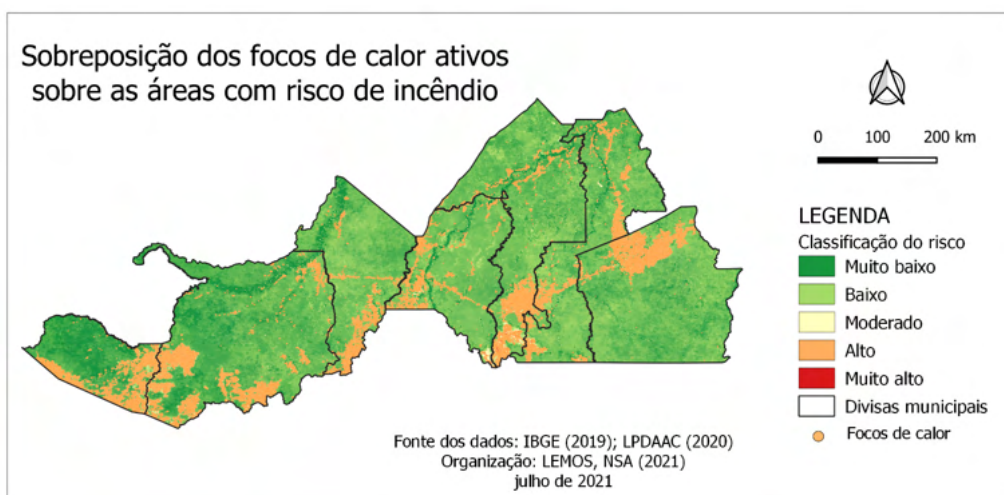 Sobreposição dos focos de calor ativos
sobre as áreas com risco de incêndio
0 100 200 km
LEGENDA
Classificação do risco
Muito baixo
Baixo
Moderado
Alto
Muito alto
Divisas municipais
Focos de calor
Fonte dos dados: IBGE (2019); LPDAAC (2020)
Organização: LEMOS, NSA (2021)
julho de 2021